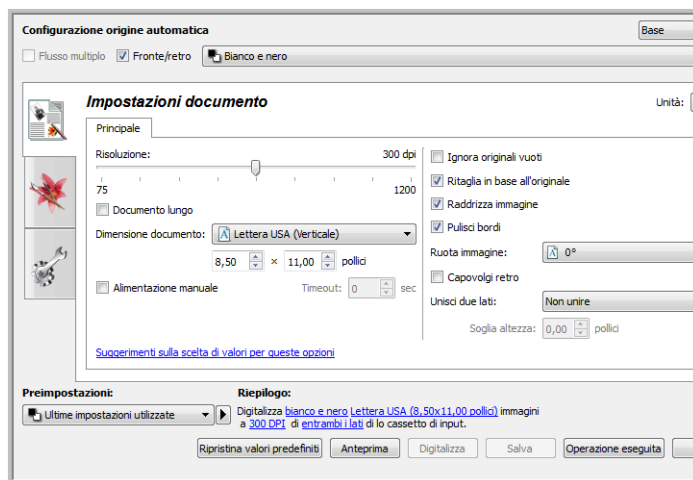 Configurazione origine automatica
Base
Flusso multiplo
Fronte/retro
Bianco e nero
Impostazioni documento
Unità:
Principale
Risoluzione:
300 dpi
75
1200
Documento lungo
Dimensione documento:
Lettera USA (Verticale)
8,50 × 11,00 pollici
Alimentazione manuale
Timeout: 0 sec
Suggerimenti sulla scelta di valori per queste opzioni
Ignora originali vuoti
Ritaglia in base all'originale
Raddrizza immagine
Pulisci bordi
Ruota immagine: 0°
Capovolgi retro
Unisci due lati: Non unire
Soglia altezza: 0,00 pollici
Preimpostazioni:
Ultime impostazioni utilizzate
Riepilogo:
Digitalizza bianco e nero Lettera USA (8,50x11,00 pollici) immagini
a 300 DPI di entrambi i lati di lo cassetto di input.
Ripristina valori predefiniti
Anteprima
Digitalizza
Salva
Operazione eseguita